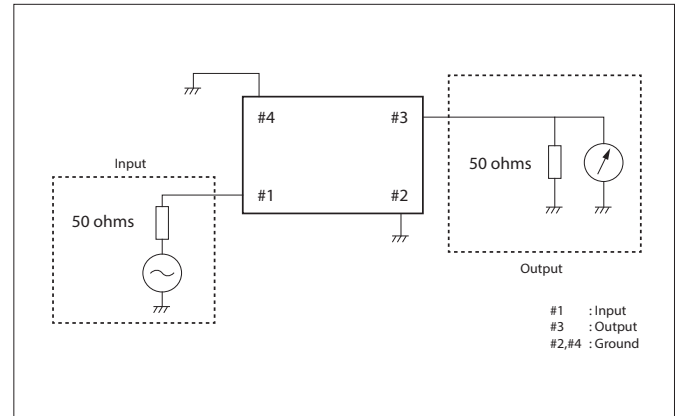 #4
#3
Input
50 ohms
#1
#2
50 ohms
Output
#1 : Input
#3 : Output
#2,#4 : Ground